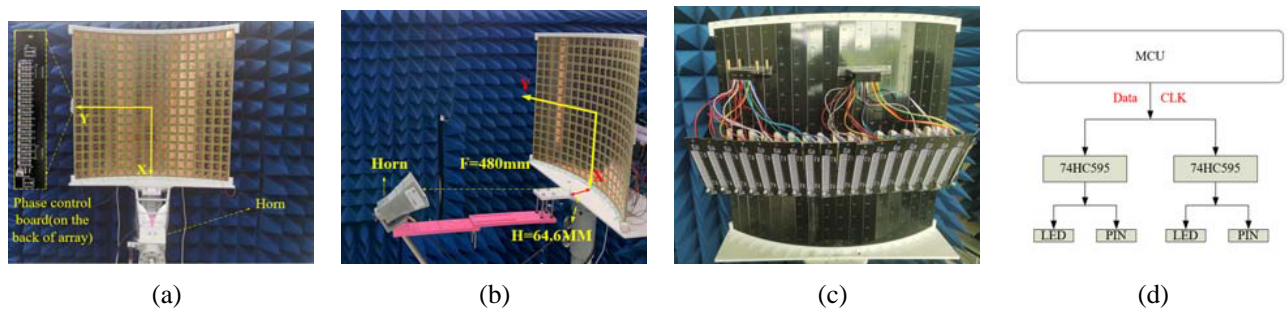 Y
X
Phase control
board(on the
back of array)
Horn
(a)
Y
F=480mm
Horn
X
H=64.6MM
(b)
(c)
MCU
Data
CLK
74HC595
74HC595
LED
PIN
LED
PIN
(d)